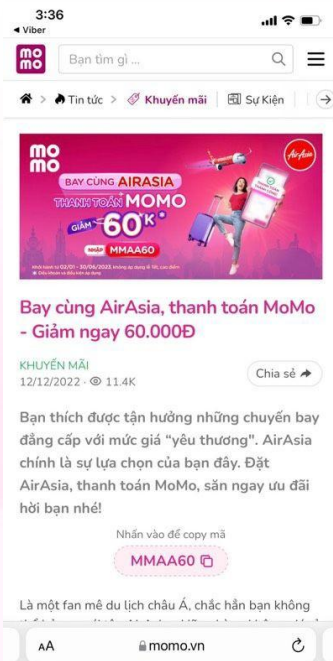 3:36
◀ Viber
mo
mo
Bạn tìm gì ...
> Tin tức > Khuyến mãi Sự Kiện
mo
mo
AirAsia
BAY CÙNG AIRASIA
THANH TOÁN MOMO
GIẢM 60K*
NHẬP MMAA60
Bay cùng AirAsia, thanh toán MoMo
- Giảm ngay 60.000Đ
KHUYẾN MÃI
12/12/2022 · 11.4K
Chia sẻ
Bạn thích được tận hưởng những chuyến bay
đẳng cấp với mức giá “yêu thương". AirAsia
chính là sự lựa chọn của bạn đây. Đặt
AirAsia, thanh toán MoMo, săn ngay ưu đãi
hời bạn nhé!
Nhấn vào để copy mã
MMAA60
Là một fan mê du lịch châu Á, chắc hẳn bạn không
AA momo.vn